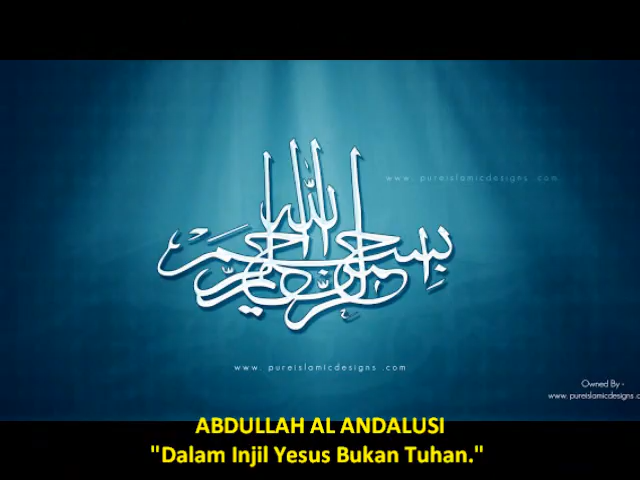 www. pureislamicdesigns .com
بسم الله الرحمن الرحيم
www. pureislamicdesigns .com
Owned By -
www.pureislamicdesigns.c
ABDULLAH AL ANDALUSI
"Dalam Injil Yesus Bukan Tuhan."